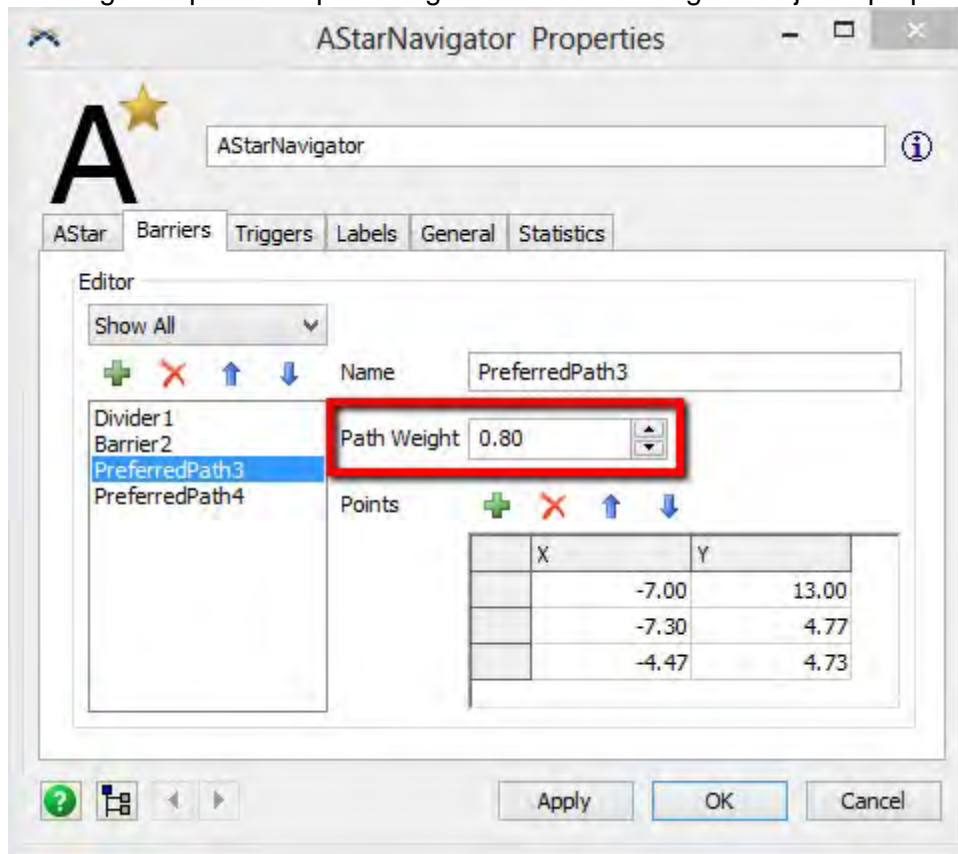 AStarNavigator Properties
A
AStarNavigator
AStar Barriers Triggers Labels General Statistics
Editor
Show All
Name PreferredPath3
Divider1
Barrier2
PreferredPath3
PreferredPath4
Path Weight 0.80
Points
X Y
-7.00 13.00
-7.30 4.77
-4.47 4.73
Apply OK Cancel